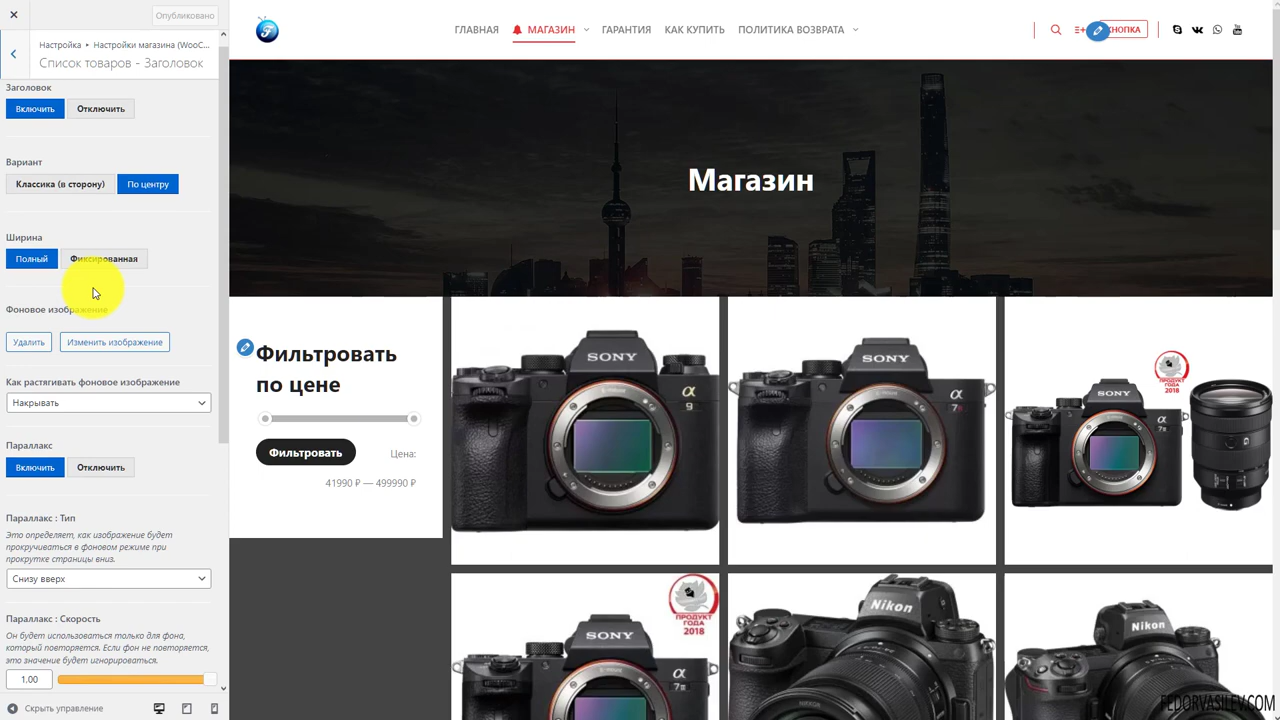 Опубликовано
Настройка ▸ Настройки магазина (WooC...
Список товаров - Заголовок
Заголовок
Включить
Отключить
Вариант
Классика (в сторону)
По центру
Ширина
Полный
Фиксированная
Фоновое изображение
Удалить
Изменить изображение
Как растягивать фоновое изображение
Накрывать
Параллакс
Включить
Отключить
Параллакс : Тип
Это определяет, как изображение будет
прокручиваться в фоновом режиме при
прокрутке страницы вниз.
Снизу вверх
Параллакс : Скорость
Он будет использоваться только для фона,
который повторяется. Если фон не повторяется,
это значение будет игнорироваться.
1.00
Скрыть управление
ГЛАВНАЯ
МАГАЗИН
ГАРАНТИЯ
КАК КУПИТЬ
ПОЛИТИКА ВОЗВРАТА
КНОПКА
Магазин
Фильтровать
по цене
Фильтровать
Цена:
41990 ₽ — 499990 ₽
SONY
α
9
SONY
α
SONY
α
ПРОДУКТ
ГОДА
2018
SONY
α
ПРОДУКТ
ГОДА
2018
Nikon
Nikon
FEDORVASILEV.COM